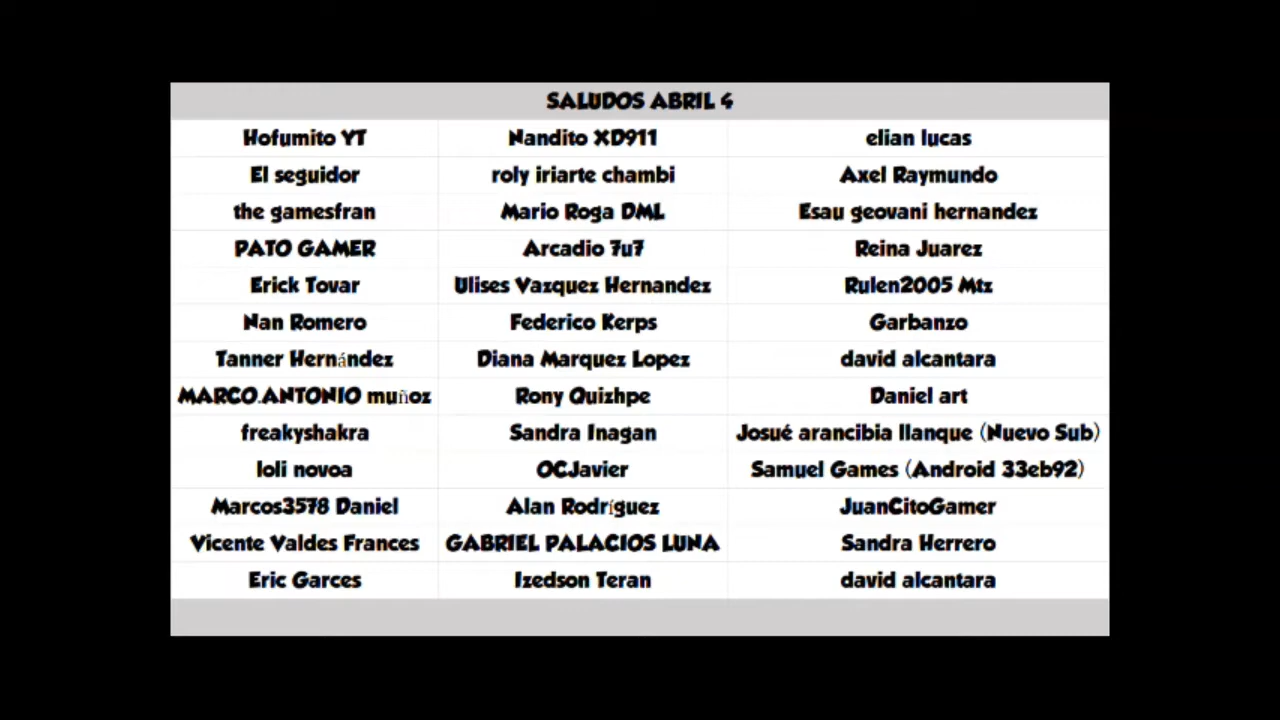 SALUDOS ABRIL 4
Hofumito YT Nandito XD911 elian lucas
El seguidor roly iriarte chambi Axel Raymundo
the gamesfran Mario Roga DML Esau geovani hernandez
PATO GAMER Arcadio 7u7 Reina Juarez
Erick Tovar Ulises Vazquez Hernandez Rulen2005 Mtz
Nan Romero Federico Kerps Garbanzo
Tanner Hernández Diana Marquez Lopez david alcantara
MARCO.ANTONIO muñoz Rony Quizhpe Daniel art
freakyshakra Sandra Inagan Josué arancibia llanque (Nuevo Sub)
loli novoa OCJavier Samuel Games (Android 33eb92)
Marcos3578 Daniel Alan Rodríguez JuanCitoGamer
Vicente Valdes Frances GABRIEL PALACIOS LUNA Sandra Herrero
Eric Garces Izedson Teran david alcantara